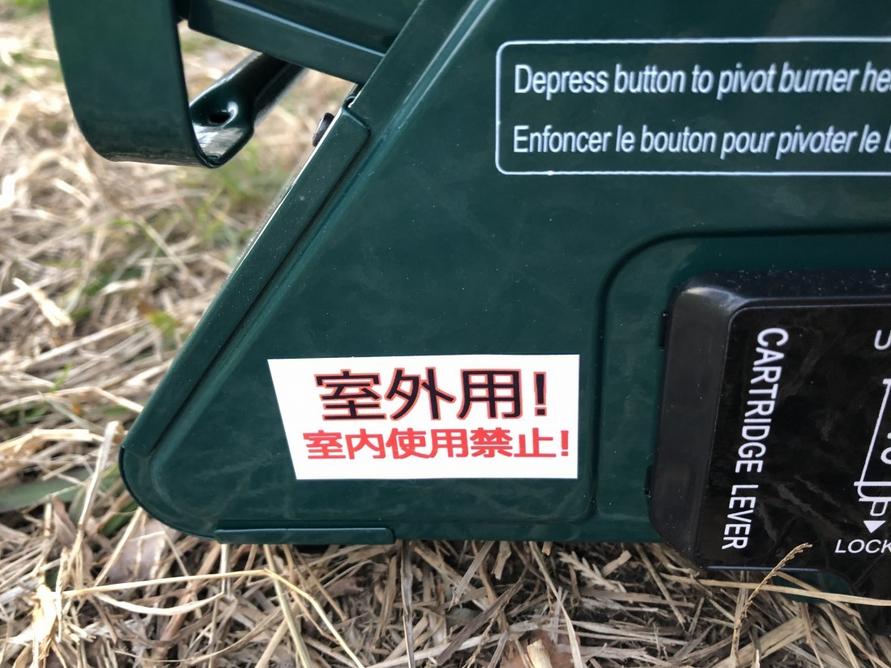 Depress button to pivot burner
Enfoncer le bouton pour pivoter le
室外用!
室内使用禁止!
CARTRIDGE LEVER
LOCK